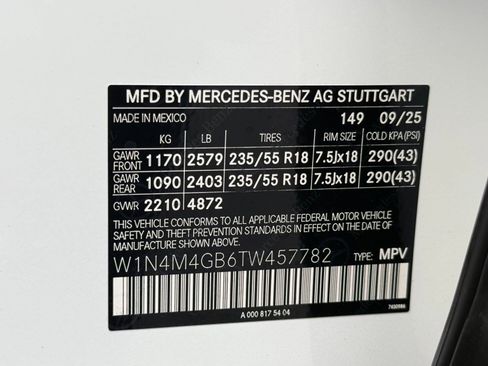 MFD BY MERCEDES-BENZ AG STUTTGART
MADE IN MEXICO 149 09/25
KG LB TIRES RIM SIZE COLD KPA(PSI)
GAWR FRONT 1170 2579 235/55 R18 7.5Jx18 290(43)
GAWR REAR 1090 2403 235/55 R18 7.5Jx18 290(43)
GVWR 2210 4872
THIS VEHICLE CONFORMS TO ALL APPLICABLE FEDERAL MOTOR VEHICLE
SAFETY AND THEFT PREVENTION STANDARDS IN EFFECT ON THE DATE
OF MANUFACTURE SHOWN ABOVE.
W1N4M4GB6TW457782 TYPE: MPV
A 000 817 54 04 7430986